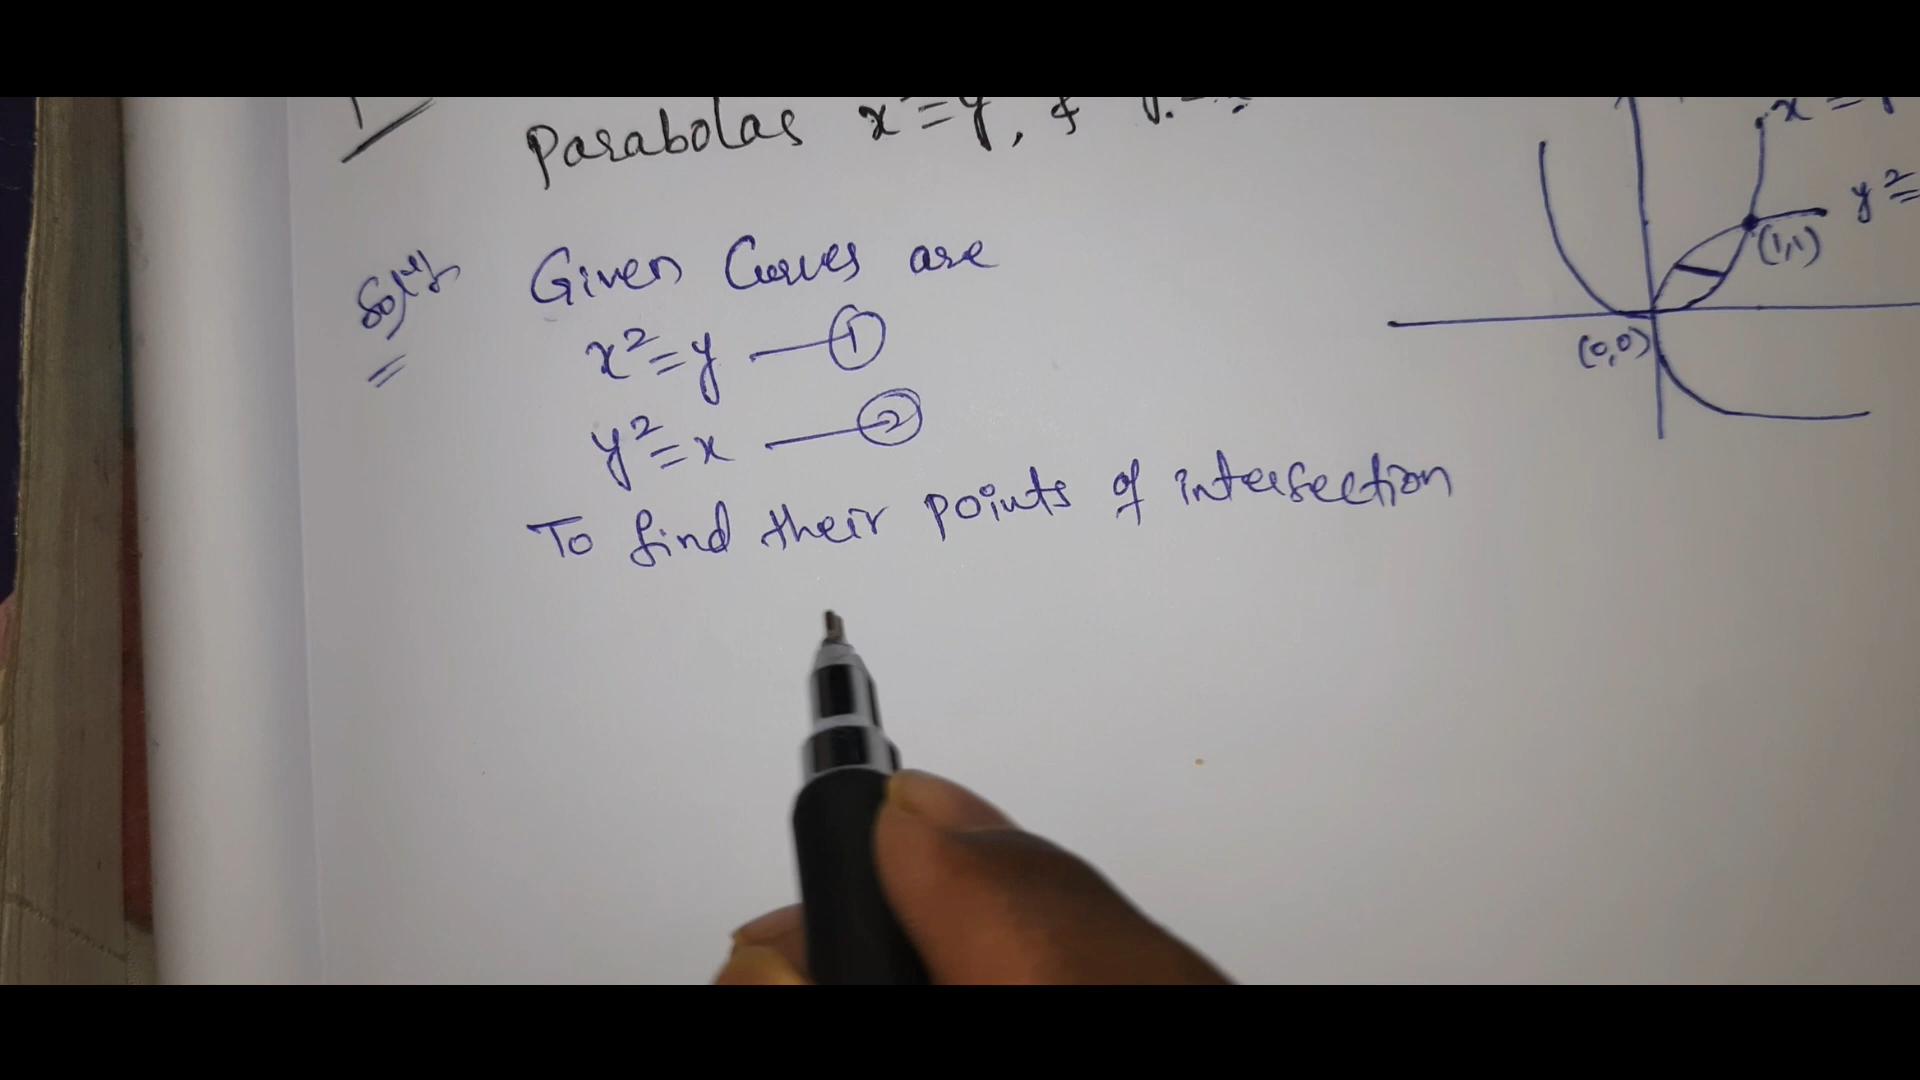 Parabolas x²=y, &
Solⁿ) Given Curves are
x²=y —①
y²=x —②
To find their points of intersection
y²=
(1,1)
(0,0)